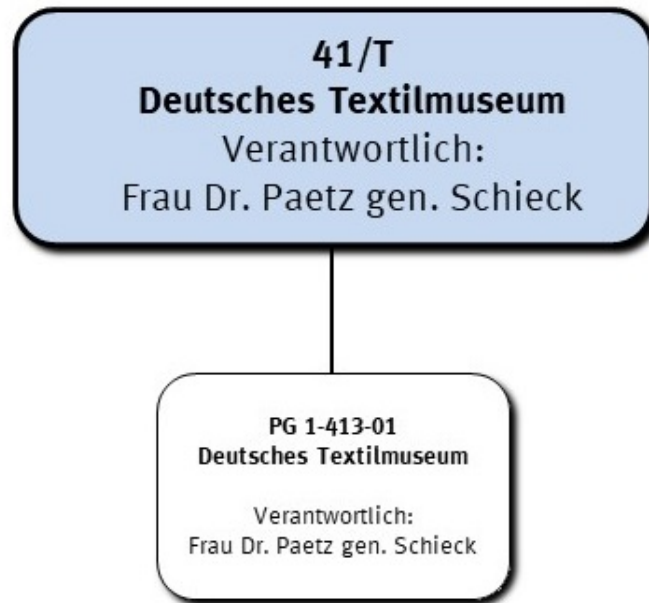 41/T
Deutsches Textilmuseum
Verantwortlich:
Frau Dr. Paetz gen. Schieck
PG 1-413-01
Deutsches Textilmuseum
Verantwortlich:
Frau Dr. Paetz gen. Schieck